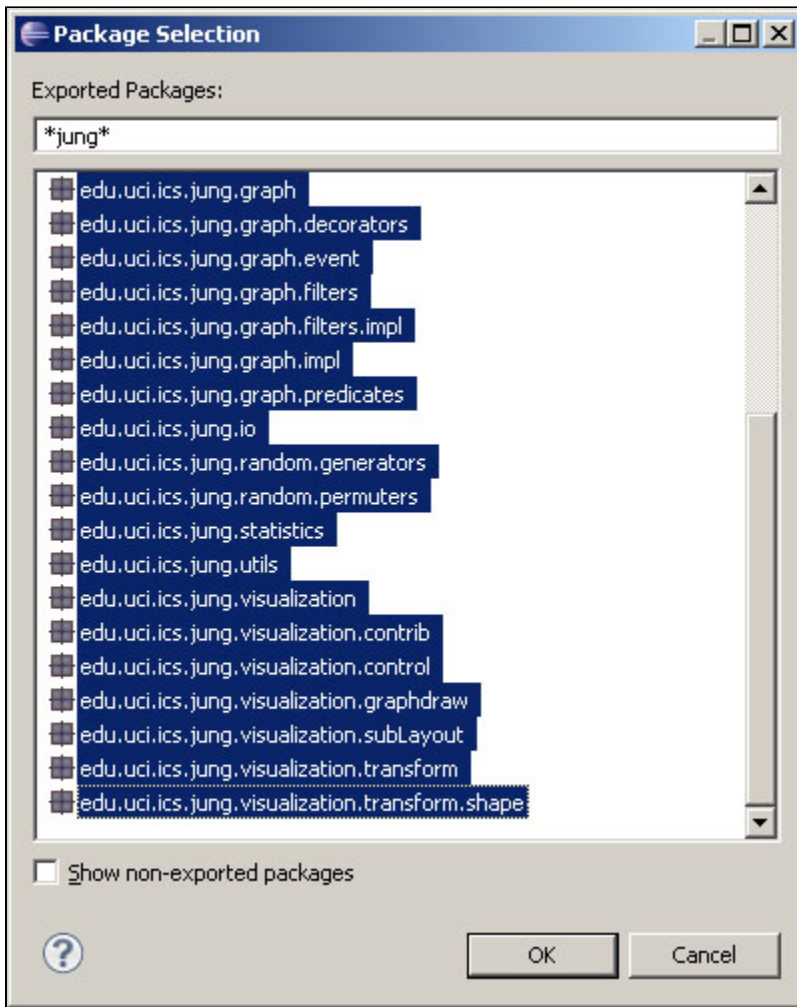 Package Selection
Exported Packages:
*jung*
edu.uci.ics.jung.graph
edu.uci.ics.jung.graph.decorators
edu.uci.ics.jung.graph.event
edu.uci.ics.jung.graph.filters
edu.uci.ics.jung.graph.filters.impl
edu.uci.ics.jung.graph.impl
edu.uci.ics.jung.graph.predicates
edu.uci.ics.jung.io
edu.uci.ics.jung.random.generators
edu.uci.ics.jung.random.permuters
edu.uci.ics.jung.statistics
edu.uci.ics.jung.utils
edu.uci.ics.jung.visualization
edu.uci.ics.jung.visualization.contrib
edu.uci.ics.jung.visualization.control
edu.uci.ics.jung.visualization.graphdraw
edu.uci.ics.jung.visualization.subLayout
edu.uci.ics.jung.visualization.transform
edu.uci.ics.jung.visualization.transform.shape
Show non-exported packages
?
OK Cancel